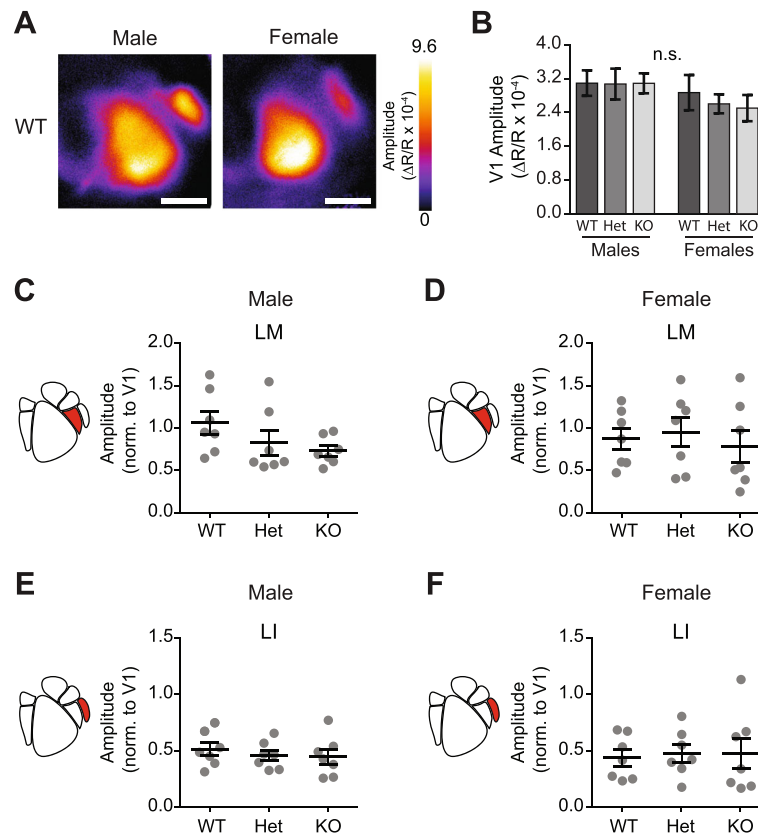 A
Male
Female
WT
9.6
Amplitude
(ΔR/R x 10-4)
0
B
n.s.
V1 Amplitude
(ΔR/R × 10-4)
4.0
3.2
2.4
1.6
0.8
0.0
WT Het KO WT Het KO
Males Females
C
Male
LM
Amplitude
(norm. to V1)
2.0
1.5
1.0
0.5
0.0
WT Het KO
D
Female
LM
Amplitude
(norm. to V1)
2.0
1.5
1.0
0.5
0.0
WT Het KO
E
Male
LI
Amplitude
(norm. to V1)
1.5
1.0
0.5
0.0
WT Het KO
F
Female
LI
Amplitude
(norm. to V1)
1.5
1.0
0.5
0.0
WT Het KO